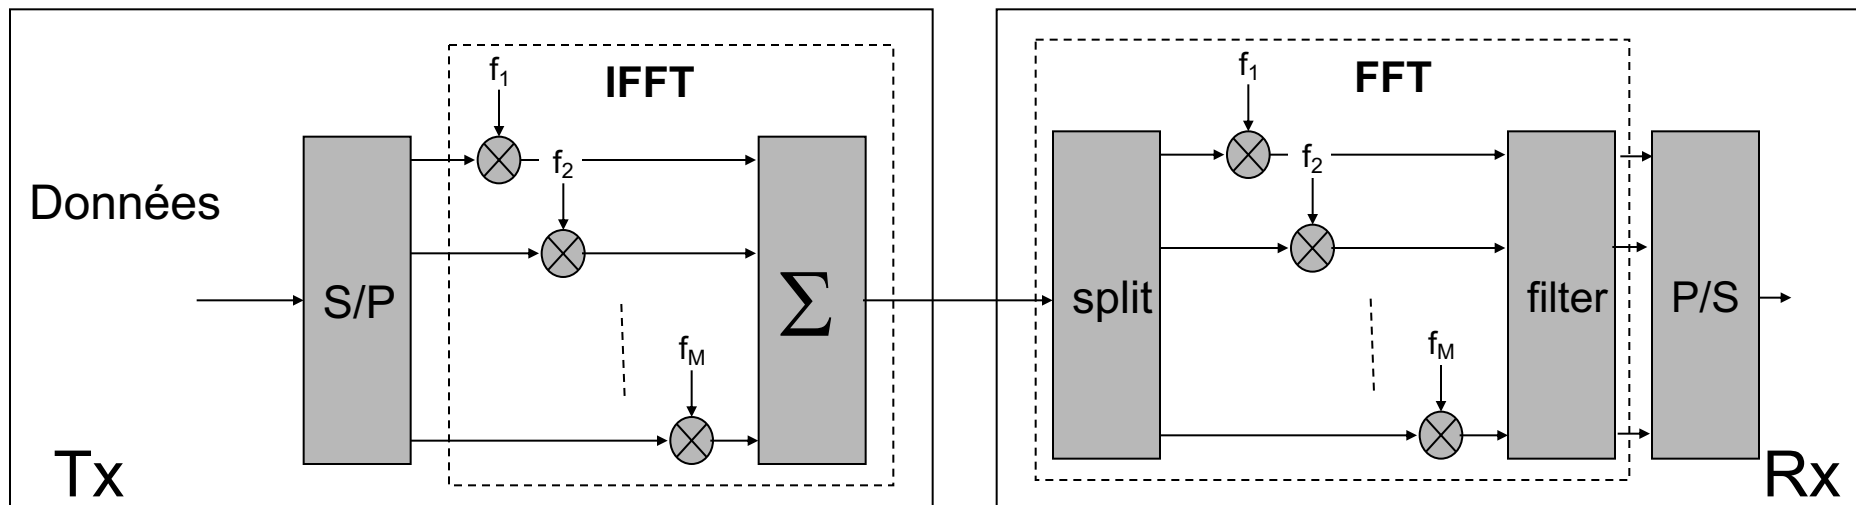 f1
IFFT
f2
Données
S/P
Σ
fM
Tx
f1
FFT
f2
split
filter
P/S
fM
Rx